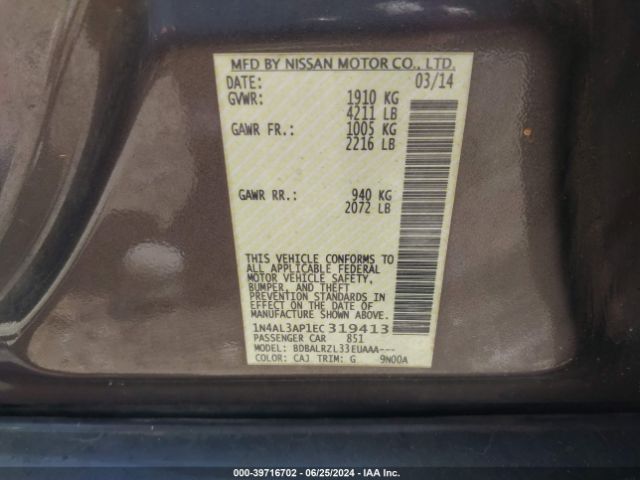 MFD BY NISSAN MOTOR CO., LTD.
DATE: 03/14
GVWR: 1910 KG
4211 LB
GAWR FR.: 1005 KG
2216 LB
GAWR RR.: 940 KG
2072 LB
THIS VEHICLE CONFORMS TO
ALL APPLICABLE FEDERAL
MOTOR VEHICLE SAFETY,
BUMPER, AND THEFT
PREVENTION STANDARDS
IN EFFECT ON THE DATE OF
MANUFACTURE SHOWN ABOVE.
1N4AL3AP1EC319413
PASSENGER CAR 851
MODEL: BDBALRZL33EUAAA---
COLOR: CAJ TRIM: G 9N00A
000-39716702 - 06/25/2024 - IAA Inc.